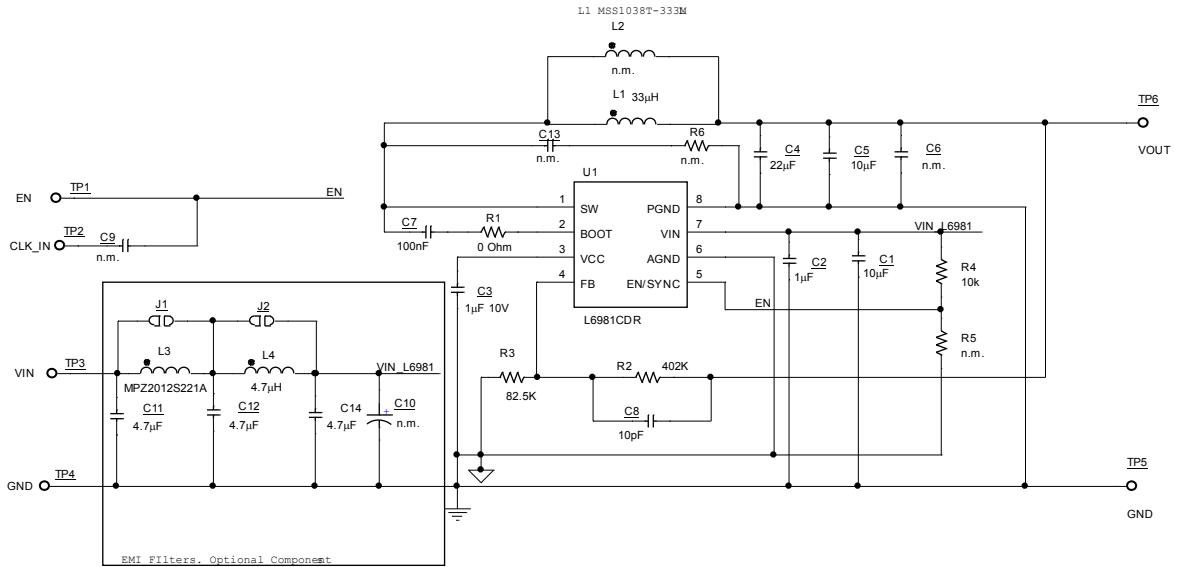 L1 MSS1038T-333M
L2
n.m.
L1 33µH
TP6
VOUT
C13
n.m.
R6
n.m.
C4
22µF
C5
10µF
C6
n.m.
U1
TP1
EN
EN
TP2
CLK_IN
C9
n.m.
1
SW
PGND
8
C7
100nF
R1
0 Ohm
2
BOOT
VIN
7
VIN_L6981
3
VCC
AGND
6
C2
1µF
C1
10µF
R4
10k
C3
1µF 10V
4
FB
EN/SYNC
5
EN
L6981CDR
R5
n.m.
J1
J2
L3
L4
VIN
TP3
MPZ2012S221A
4.7µH
VIN_L6981
R3
82.5K
R2
402K
C8
10pF
C11
4.7µF
C12
4.7µF
C14
4.7µF
+
C10
n.m.
GND
TP4
TP5
GND
EMI FIlters. Optional Components